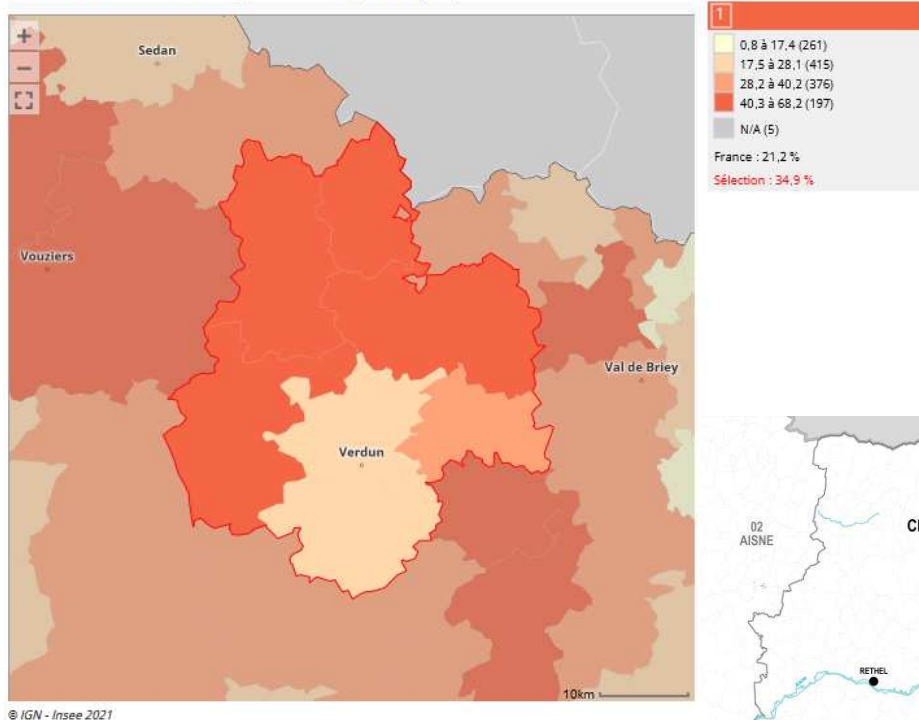 +
−
Sedan
Vouziers
Val de Briey
Verdun
10km
© IGN - Insee 2021
1
0,8 à 17,4 (261)
17,5 à 28,1 (415)
28,2 à 40,2 (376)
40,3 à 68,2 (197)
N/A (5)
France : 21,2 %
Sélection : 34,9 %
02
AISNE
RETHEL